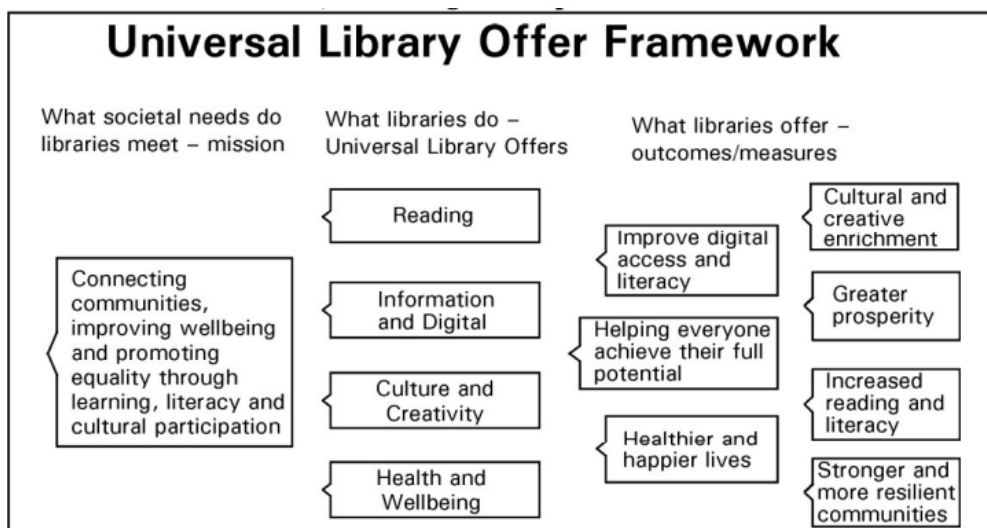 Universal Library Offer Framework
What societal needs do
libraries meet – mission
Connecting
communities,
improving wellbeing
and promoting
equality through
learning, literacy and
cultural participation
What libraries do –
Universal Library Offers
Reading
Information
and Digital
Culture and
Creativity
Health and
Wellbeing
What libraries offer –
outcomes/measures
Improve digital
access and
literacy
Helping everyone
achieve their full
potential
Healthier and
happier lives
Cultural and
creative
enrichment
Greater
prosperity
Increased
reading and
literacy
Stronger and
more resilient
communities